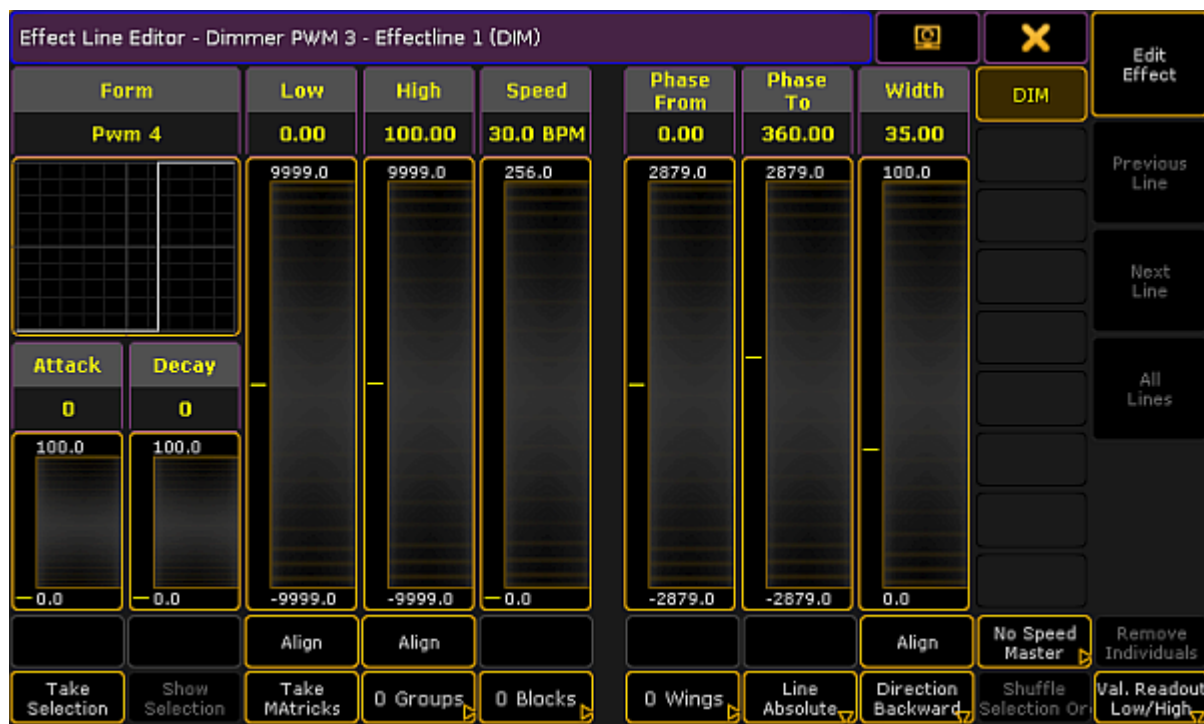 Effect Line Editor - Dimmer PWM 3 - Effectline 1 (DIM)
Edit
Effect
Form
Low
High
Speed
Phase
From
Phase
To
Width
DIM
Pwm 4
0.00
100.00
30.0 BPM
0.00
360.00
35.00
Previous
Line
9999.0
9999.0
256.0
2879.0
2879.0
100.0
Next
Line
Attack
Decay
0
0
All
Lines
100.0
100.0
0.0
0.0
-9999.0
-9999.0
0.0
-2879.0
-2879.0
0.0
Align
Align
Align
No Speed
Master
Remove
Individuals
Take
Selection
Show
Selection
Take
MAtricks
0 Groups
0 Blocks
0 Wings
Line
Absolute
Direction
Backward
Shuffle
Selection Or
Val. Readout
Low/High